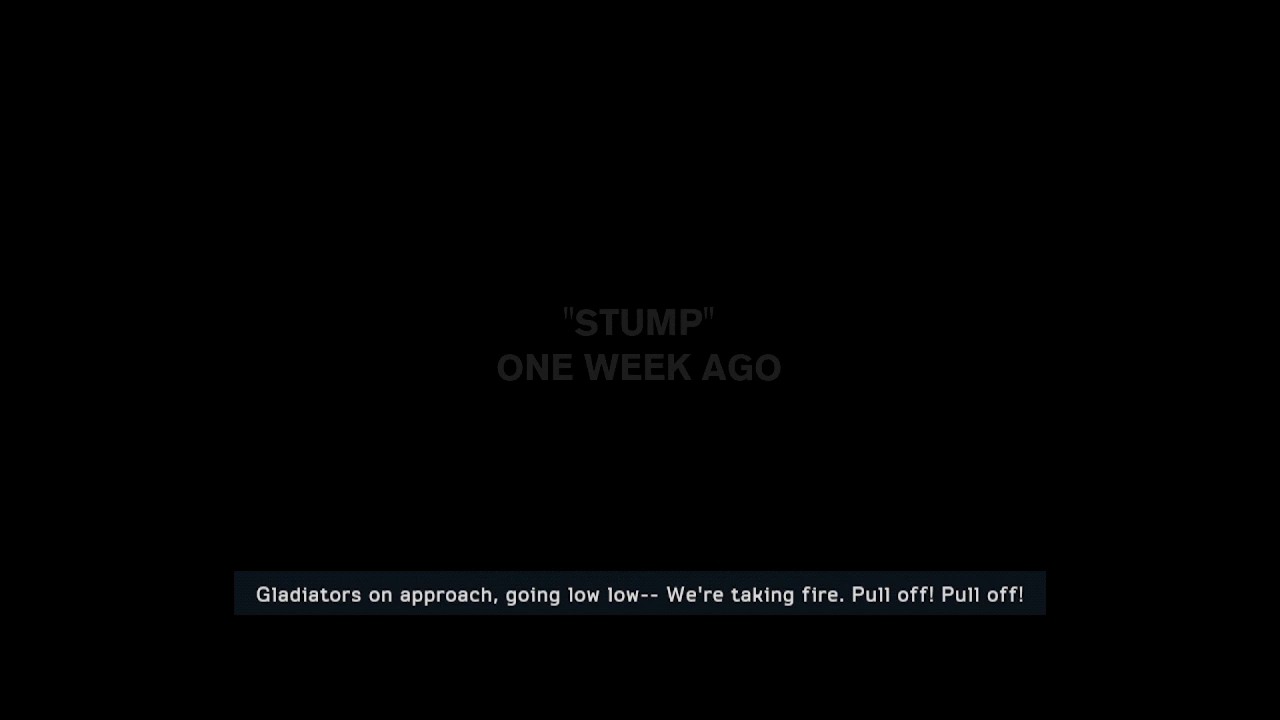 "STUMP"
ONE WEEK AGO
Gladiators on approach, going low low-- We're taking fire. Pull off! Pull off!